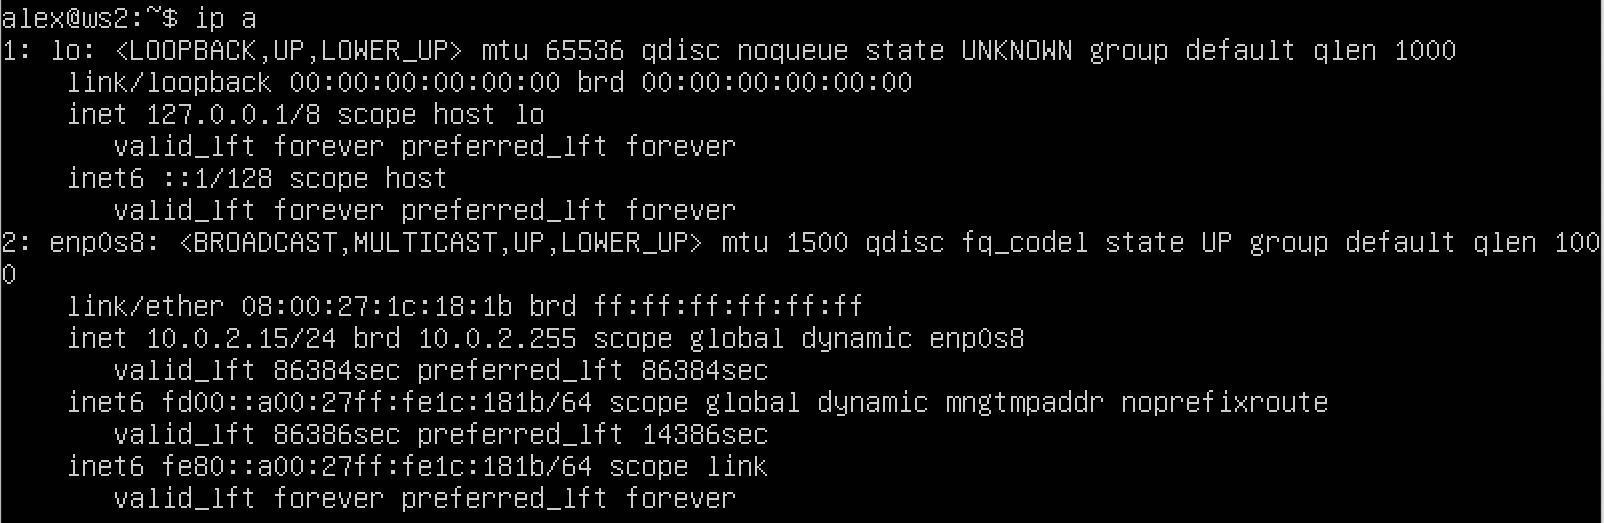 alex@ws2:~$ ip a
1: lo: <LOOPBACK,UP,LOWER_UP> mtu 65536 qdisc noqueue state UNKNOWN group default qlen 1000
    link/loopback 00:00:00:00:00:00 brd 00:00:00:00:00:00
    inet 127.0.0.1/8 scope host lo
       valid_lft forever preferred_lft forever
    inet6 ::1/128 scope host
       valid_lft forever preferred_lft forever
2: enp0s8: <BROADCAST,MULTICAST,UP,LOWER_UP> mtu 1500 qdisc fq_codel state UP group default qlen 100
0
    link/ether 08:00:27:1c:18:1b brd ff:ff:ff:ff:ff:ff
    inet 10.0.2.15/24 brd 10.0.2.255 scope global dynamic enp0s8
       valid_lft 86384sec preferred_lft 86384sec
    inet6 fd00::a00:27ff:fe1c:181b/64 scope global dynamic mngtmpaddr noprefixroute
       valid_lft 86386sec preferred_lft 14386sec
    inet6 fe80::a00:27ff:fe1c:181b/64 scope link
       valid_lft forever preferred_lft forever